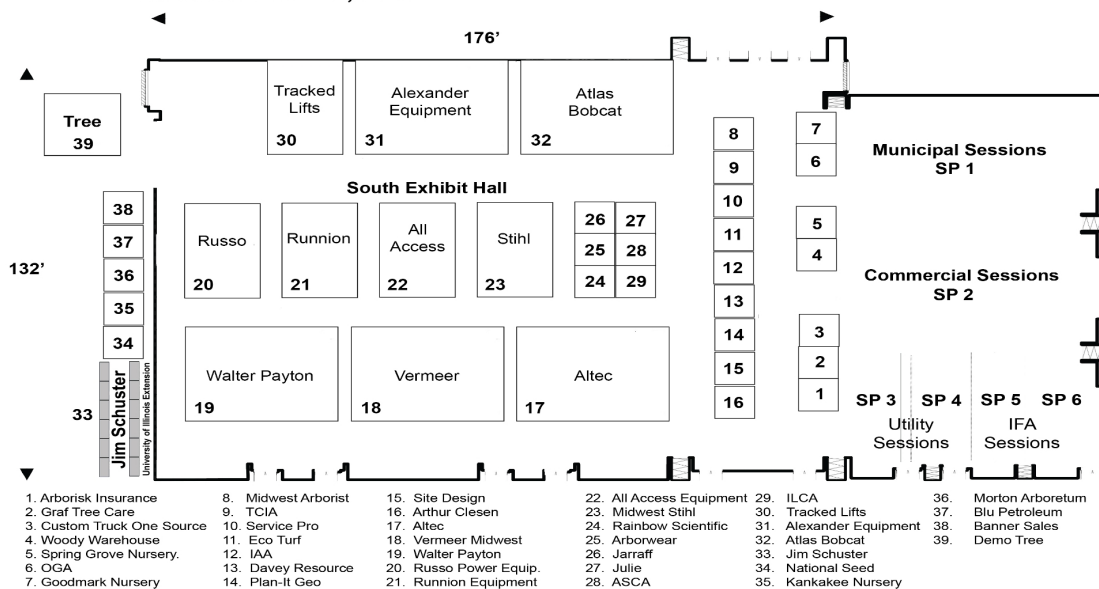 176'
Tree
39
Tracked
Lifts
30
Alexander
Equipment
31
Atlas
Bobcat
32
8
9
10
11
12
13
14
15
16
7
6
5
4
3
2
1
Municipal Sessions
SP 1
Commercial Sessions
SP 2
SP 3
SP 4
SP 5
SP 6
Utility
Sessions
IFA
Sessions
South Exhibit Hall
132'
38
37
36
35
34
33
Jim Schuster
University of Illinois Extension
Russo
20
Runnion
21
All
Access
22
Stihl
23
26
27
25
28
24
29
Walter Payton
19
Vermeer
18
Altec
17
1. Arborisk Insurance
2. Graf Tree Care
3. Custom Truck One Source
4. Woody Warehouse
5. Spring Grove Nursery.
6. OGA
7. Goodmark Nursery
8. Midwest Arborist
9. TCIA
10. Service Pro
11. Eco Turf
12. IAA
13. Davey Resource
14. Plan-It Geo
15. Site Design
16. Arthur Clesen
17. Altec
18. Vermeer Midwest
19. Walter Payton
20. Russo Power Equip.
21. Runnion Equipment
22. All Access Equipment
23. Midwest Stihl
24. Rainbow Scientific
25. Arborwear
26. Jarraff
27. Julie
28. ASCA
29. ILCA
30. Tracked Lifts
31. Alexander Equipment
32. Atlas Bobcat
33. Jim Schuster
34. National Seed
35. Kankakee Nursery
36. Morton Arboretum
37. Blu Petroleum
38. Banner Sales
39. Demo Tree